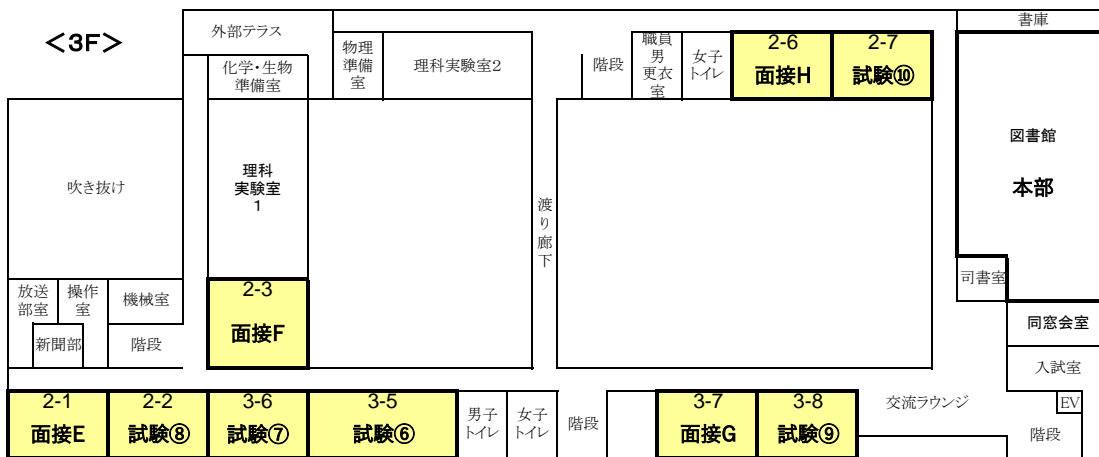 <3F>
外部テラス
書庫
物理
準備
室
理科実験室2
階段
職員
男
更衣
室
女子
トイレ
2-6
面接H
2-7
試験⑩
化学・生物
準備室
図書館
本部
吹き抜け
理科
実験室
1
渡り廊下
司書室
放送
部室
操作
室
機械室
2-3
面接F
新聞部
階段
同窓会室
入試室
2-1
面接E
2-2
試験⑧
3-6
試験⑦
3-5
試験⑥
男子
トイレ
女子
トイレ
階段
3-7
面接G
3-8
試験⑨
交流ラウンジ
EV
階段